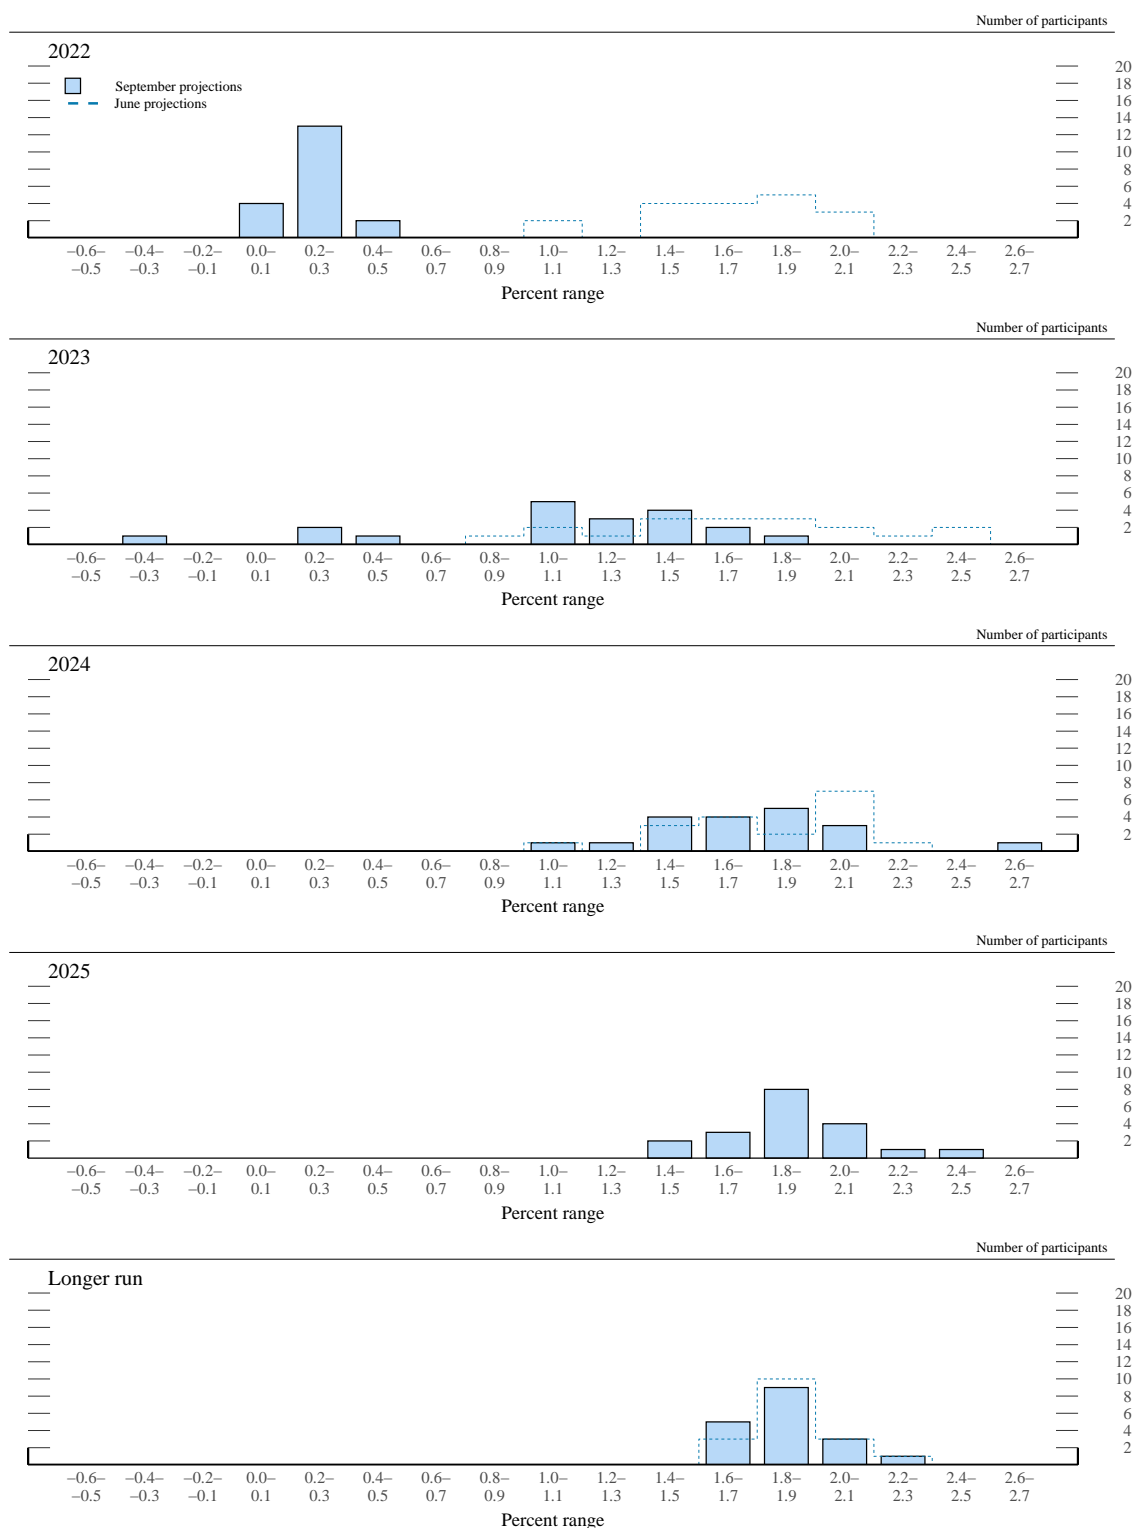 Number of participants
2022
September projections
June projections
20
18
16
14
12
10
8
6
4
2
–0.6– –0.4– –0.2– 0.0– 0.2– 0.4– 0.6– 0.8– 1.0– 1.2– 1.4– 1.6– 1.8– 2.0– 2.2– 2.4– 2.6–
–0.5 –0.3 –0.1 0.1 0.3 0.5 0.7 0.9 1.1 1.3 1.5 1.7 1.9 2.1 2.3 2.5 2.7
Percent range
Number of participants
2023
20
18
16
14
12
10
8
6
4
2
–0.6– –0.4– –0.2– 0.0– 0.2– 0.4– 0.6– 0.8– 1.0– 1.2– 1.4– 1.6– 1.8– 2.0– 2.2– 2.4– 2.6–
–0.5 –0.3 –0.1 0.1 0.3 0.5 0.7 0.9 1.1 1.3 1.5 1.7 1.9 2.1 2.3 2.5 2.7
Percent range
Number of participants
2024
20
18
16
14
12
10
8
6
4
2
–0.6– –0.4– –0.2– 0.0– 0.2– 0.4– 0.6– 0.8– 1.0– 1.2– 1.4– 1.6– 1.8– 2.0– 2.2– 2.4– 2.6–
–0.5 –0.3 –0.1 0.1 0.3 0.5 0.7 0.9 1.1 1.3 1.5 1.7 1.9 2.1 2.3 2.5 2.7
Percent range
Number of participants
2025
20
18
16
14
12
10
8
6
4
2
–0.6– –0.4– –0.2– 0.0– 0.2– 0.4– 0.6– 0.8– 1.0– 1.2– 1.4– 1.6– 1.8– 2.0– 2.2– 2.4– 2.6–
–0.5 –0.3 –0.1 0.1 0.3 0.5 0.7 0.9 1.1 1.3 1.5 1.7 1.9 2.1 2.3 2.5 2.7
Percent range
Number of participants
Longer run
20
18
16
14
12
10
8
6
4
2
–0.6– –0.4– –0.2– 0.0– 0.2– 0.4– 0.6– 0.8– 1.0– 1.2– 1.4– 1.6– 1.8– 2.0– 2.2– 2.4– 2.6–
–0.5 –0.3 –0.1 0.1 0.3 0.5 0.7 0.9 1.1 1.3 1.5 1.7 1.9 2.1 2.3 2.5 2.7
Percent range